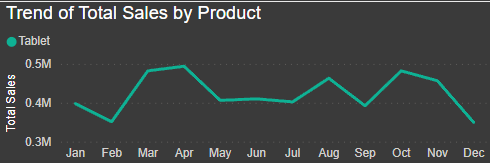 Trend of Total Sales by Product
Tablet
Total Sales
0.5M
0.4M
0.3M
Jan Feb Mar Apr May Jun Jul Aug Sep Oct Nov Dec